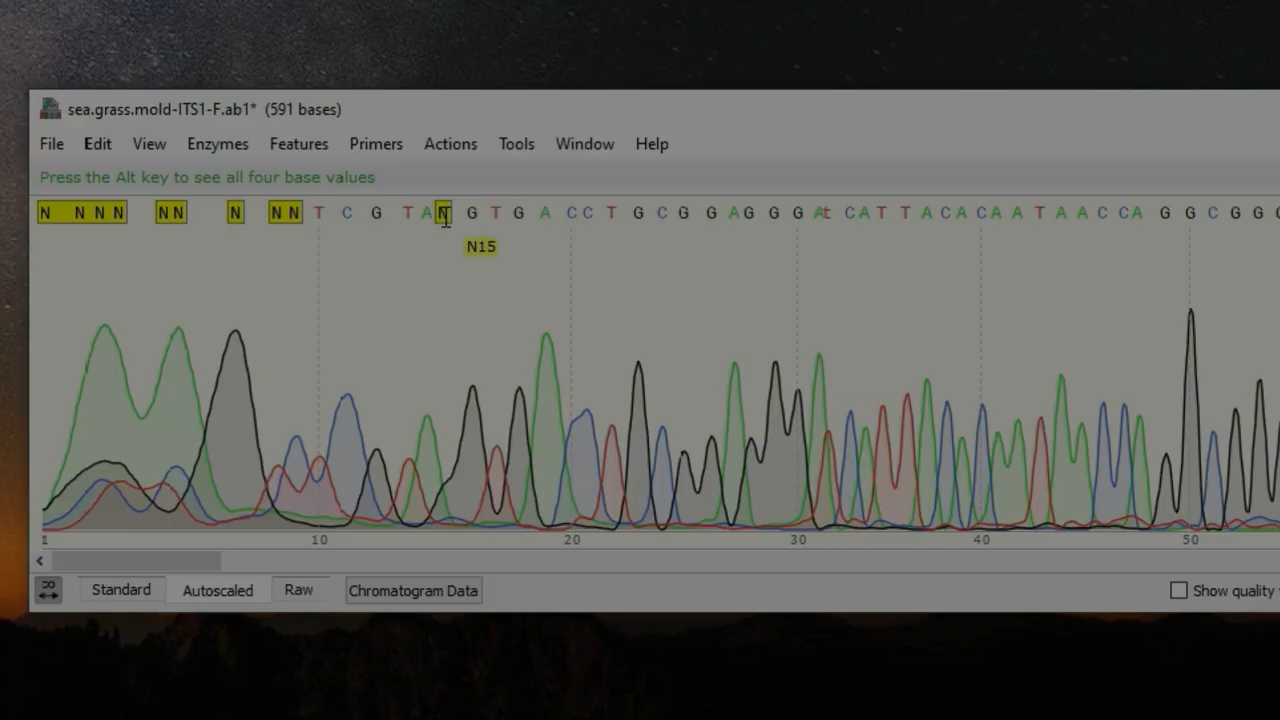 sea.grass.mold-ITS1-F.ab1* (591 bases)
File Edit View Enzymes Features Primers Actions Tools Window Help
Press the Alt key to see all four base values
N N N N N N N N N T C G T A N G T G A C C T G C G G A G G G A t C A T T A C A C A A T A A C C A G G C G G
N15
1 10 20 30 40 50
Standard Autoscaled Raw Chromatogram Data Show quality